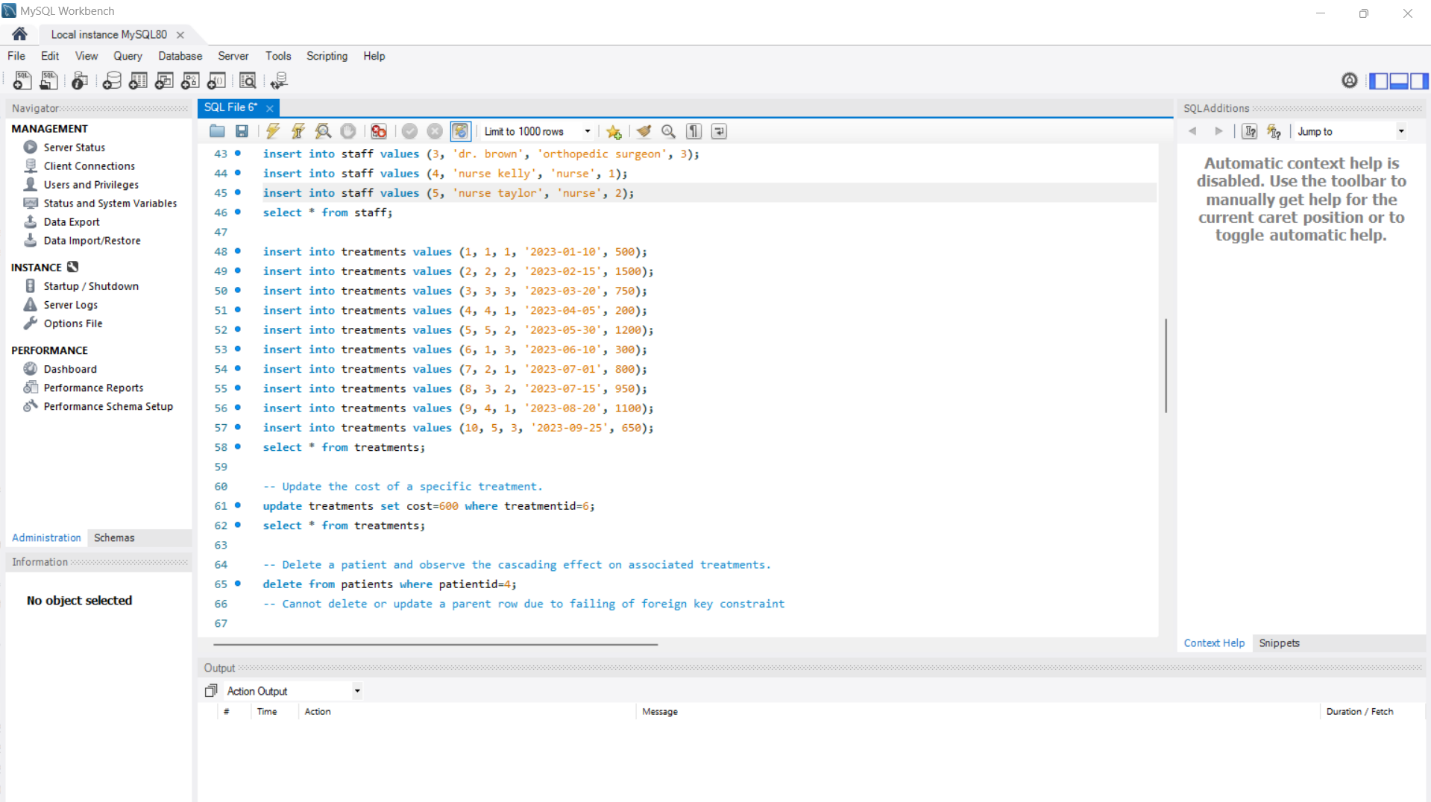 MySQL Workbench
Local instance MySQL80
File Edit View Query Database Server Tools Scripting Help
Navigator
MANAGEMENT
Server Status
Client Connections
Users and Privileges
Status and System Variables
Data Export
Data Import/Restore
INSTANCE
Startup / Shutdown
Server Logs
Options File
PERFORMANCE
Dashboard
Performance Reports
Performance Schema Setup
Administration Schemas
Information
No object selected
SQL File 6*
Limit to 1000 rows
43 insert into staff values (3, 'dr. brown', 'orthopedic surgeon', 3);
44 insert into staff values (4, 'nurse kelly', 'nurse', 1);
45 insert into staff values (5, 'nurse taylor', 'nurse', 2);
46 select * from staff;
47
48 insert into treatments values (1, 1, 1, '2023-01-10', 500);
49 insert into treatments values (2, 2, 2, '2023-02-15', 1500);
50 insert into treatments values (3, 3, 3, '2023-03-20', 750);
51 insert into treatments values (4, 4, 1, '2023-04-05', 200);
52 insert into treatments values (5, 5, 2, '2023-05-30', 1200);
53 insert into treatments values (6, 1, 3, '2023-06-10', 300);
54 insert into treatments values (7, 2, 1, '2023-07-01', 800);
55 insert into treatments values (8, 3, 2, '2023-07-15', 950);
56 insert into treatments values (9, 4, 1, '2023-08-20', 1100);
57 insert into treatments values (10, 5, 3, '2023-09-25', 650);
58 select * from treatments;
59
60 -- Update the cost of a specific treatment.
61 update treatments set cost=600 where treatmentid=6;
62 select * from treatments;
63
64 -- Delete a patient and observe the cascading effect on associated treatments.
65 delete from patients where patientid=4;
66 -- Cannot delete or update a parent row due to failing of foreign key constraint
67
Output
Action Output
# Time Action Message Duration / Fetch
SQLAdditions
Jump to
Automatic context help is
disabled. Use the toolbar to
manually get help for the
current caret position or to
toggle automatic help.
Context Help Snippets